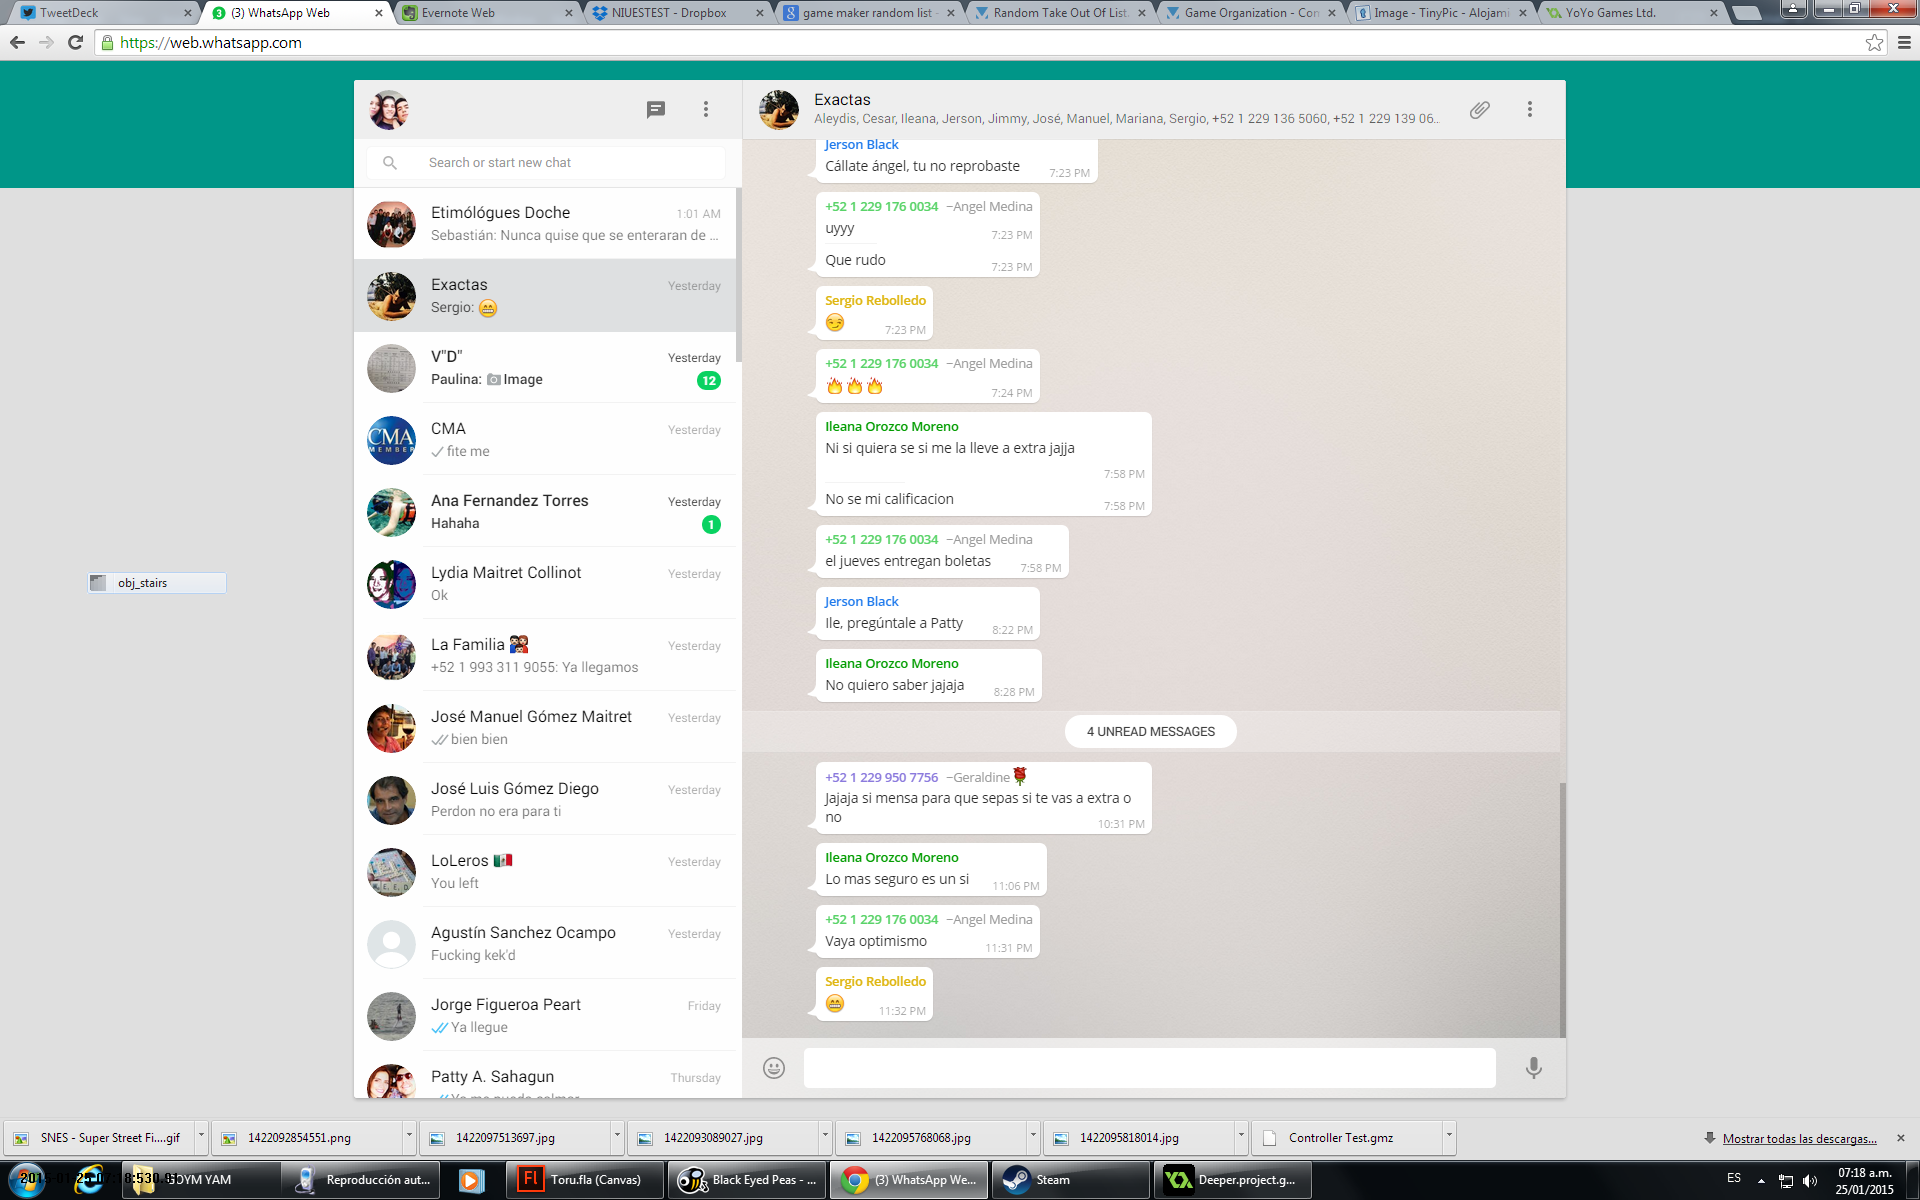 TweetDeck
(3) WhatsApp Web
Evernote Web
NIUESTEST - Dropbox
game maker random list -
Random Take Out Of List.
Game Organization - Con
Image - TinyPic - Alojami
YoYo Games Ltd.
https://web.whatsapp.com
Search or start new chat
Etimólógues Doche
1:01 AM
Sebastián: Nunca quise que se enteraran de ...
Exactas
Yesterday
Sergio: 😁
V"D"
Yesterday
Paulina: Image
12
CMA
Yesterday
fite me
Ana Fernandez Torres
Yesterday
Hahaha
1
Lydia Maitret Collinot
Yesterday
Ok
La Familia
Yesterday
+52 1 993 311 9055: Ya llegamos
José Manuel Gómez Maitret
Yesterday
bien bien
José Luis Gómez Diego
Yesterday
Perdon no era para ti
LoLeros 🇲🇽
Yesterday
You left
Agustín Sanchez Ocampo
Yesterday
Fucking kek'd
Jorge Figueroa Peart
Friday
Ya llegue
Patty A. Sahagun
Thursday
obj_stairs
Exactas
Aleydis, Cesar, Ileana, Jerson, Jimmy, José, Manuel, Mariana, Sergio, +52 1 229 136 5060, +52 1 229 139 06...
Jerson Black
Cállate ángel, tu no reprobaste
7:23 PM
+52 1 229 176 0034 ~Angel Medina
uyyy
7:23 PM
Que rudo
7:23 PM
Sergio Rebolledo
😏
7:23 PM
+52 1 229 176 0034 ~Angel Medina
🔥🔥🔥
7:24 PM
Ileana Orozco Moreno
Ni si quiera se si me la lleve a extra jajja
7:58 PM
No se mi calificacion
7:58 PM
+52 1 229 176 0034 ~Angel Medina
el jueves entregan boletas
7:58 PM
Jerson Black
Ile, pregúntale a Patty
8:22 PM
Ileana Orozco Moreno
No quiero saber jajaja
8:28 PM
4 UNREAD MESSAGES
+52 1 229 950 7756 ~Geraldine🌹
Jajaja si mensa para que sepas si te vas a extra o
no
10:31 PM
Ileana Orozco Moreno
Lo mas seguro es un si
11:06 PM
+52 1 229 176 0034 ~Angel Medina
Vaya optimismo
11:31 PM
Sergio Rebolledo
😁
11:32 PM
SNES - Super Street Fi....gif
1422092854551.png
1422097513697.jpg
1422093089027.jpg
1422095768068.jpg
1422095818014.jpg
Controller Test.gmz
Mostrar todas las descargas...
YAM
Reproducción aut...
Toru.fla (Canvas)
Black Eyed Peas - ...
(3) WhatsApp We...
Steam
Deeper.project.g...
ES
07:18 a.m.
25/01/2015